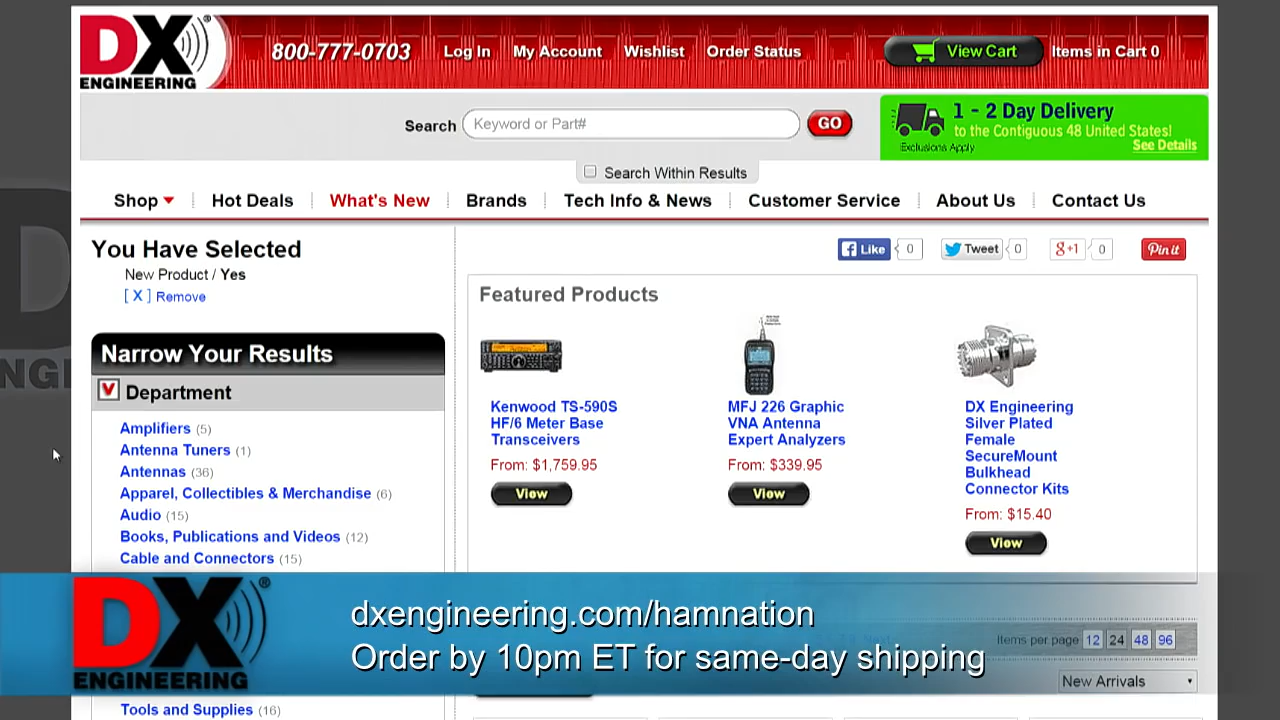 DX
ENGINEERING
800-777-0703
Log In
My Account
Wishlist
Order Status
View Cart
Items in Cart 0
Search
Keyword or Part#
GO
1 - 2 Day Delivery
to the Contiguous 48 United States!
Exclusions Apply
See Details
Search Within Results
Shop
Hot Deals
What's New
Brands
Tech Info & News
Customer Service
About Us
Contact Us
You Have Selected
New Product / Yes
[ X ] Remove
Like
0
Tweet
0
g+1
0
Pin it
Narrow Your Results
Department
Amplifiers (5)
Antenna Tuners (1)
Antennas (36)
Apparel, Collectibles & Merchandise (6)
Audio (15)
Books, Publications and Videos (12)
Cable and Connectors (15)
Featured Products
Kenwood TS-590S
HF/6 Meter Base
Transceivers
From: $1,759.95
View
MFJ 226 Graphic
VNA Antenna
Expert Analyzers
From: $339.95
View
DX Engineering
Silver Plated
Female
SecureMount
Bulkhead
Connector Kits
From: $15.40
View
DX
ENGINEERING
dxengineering.com/hamnation
Order by 10pm ET for same-day shipping
Items per page 12 24 48 96
New Arrivals
Tools and Supplies (16)